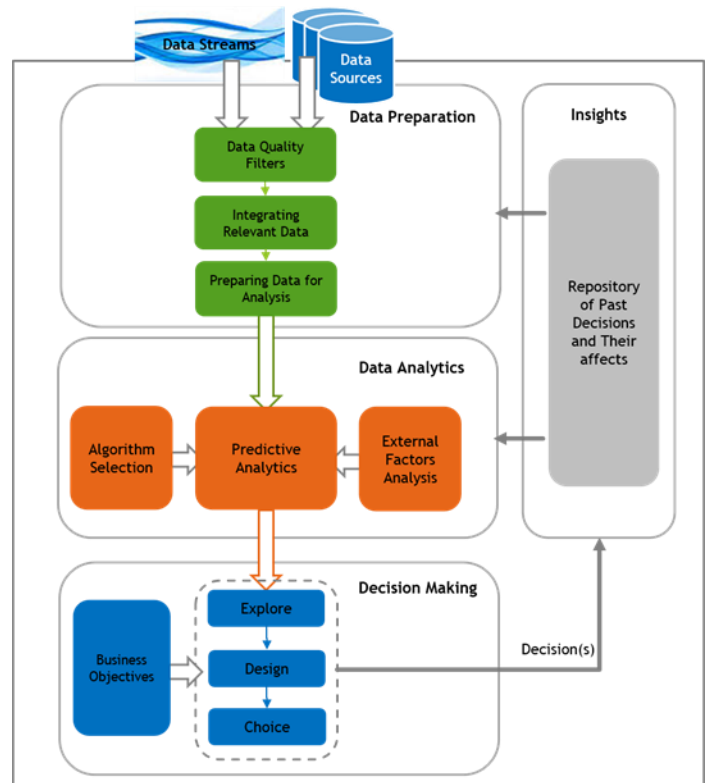 Data Streams
Data
Sources
Data Preparation
Insights
Data Quality
Filters
Integrating
Relevant Data
Preparing Data for
Analysis
Repository
of Past
Decisions
and Their
affects
Data Analytics
Algorithm
Selection
Predictive
Analytics
External
Factors
Analysis
Decision Making
Explore
Business
Objectives
Design
Choice
Decision(s)